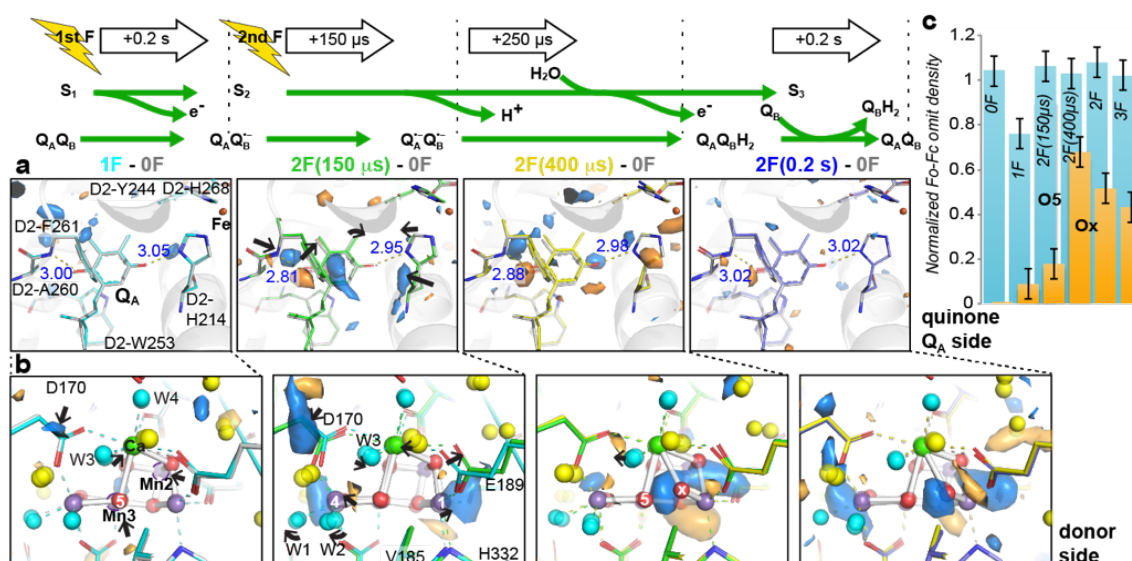 1st F
+0.2 s
2nd F
+150 µs
+250 µs
+0.2 s
S1
e-
S2
H+
H2O
e-
S3
QAQB
QAQB-
QA-QB-
QAQBH2
QB
QBH2
QAQB
a
1F - 0F
2F(150 µs) - 0F
2F(400 µs) - 0F
2F(0.2 s) - 0F
D2-Y244
D2-H268
Fe
D2-F261
3.05
3.00
D2-A260
QA
D2-H214
D2-W253
2.95
2.81
2.98
2.88
3.02
3.02
quinone
QA side
b
D170
W4
Ca
W3
Mn2
5
Mn3
D170
W3
E189
4
W1
W2
V185
H332
5
X
donor
side
c
Normalized Fo-Fc omit density
1.2
0.8
0.6
0.4
0.2
0
0F
1F
2F(150µs)
2F(400µs)
2F
3F
O5
Ox